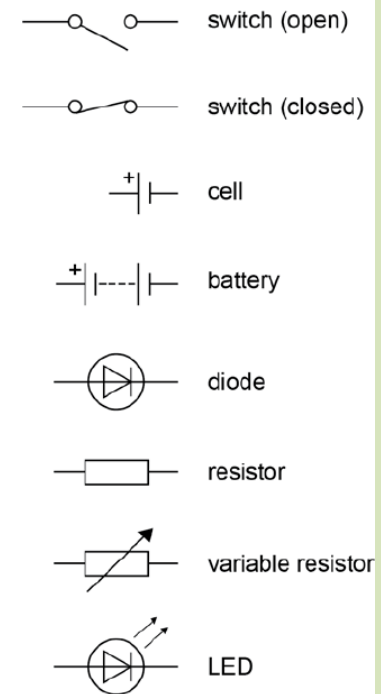 switch (open)
switch (closed)
+
cell
+
battery
diode
resistor
variable resistor
LED